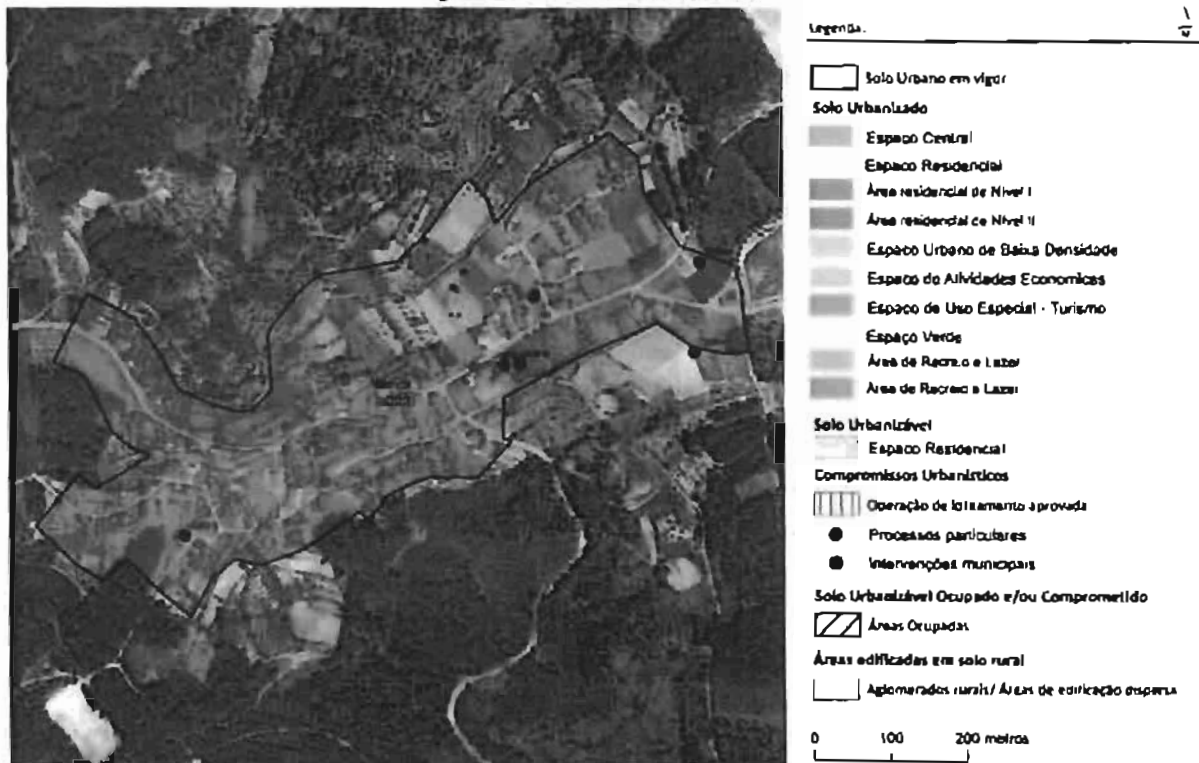 Legenda.
Solo Urbano em vigor
Solo Urbanizado
Espaço Central
Espaço Residencial
Área residencial de Nível I
Área residencial de Nível II
Espaço Urbano de Baixa Densidade
Espaço de Atividades Economicas
Espaço de Uso Especial - Turismo
Espaço Verde
Área de Recreio e Lazer
Área de Recreio e Lazer
Solo Urbanizável
Espaço Residencial
Compromissos Urbanísticos
Operação de loteamento aprovada
Processos particulares
Intervenções municipais
Solo Urbanizável Ocupado e/ou Comprometido
Áreas Ocupadas
Áreas edificadas em solo rural
Aglomerados rurais/ Áreas de edificação dispersa
0 100 200 metros